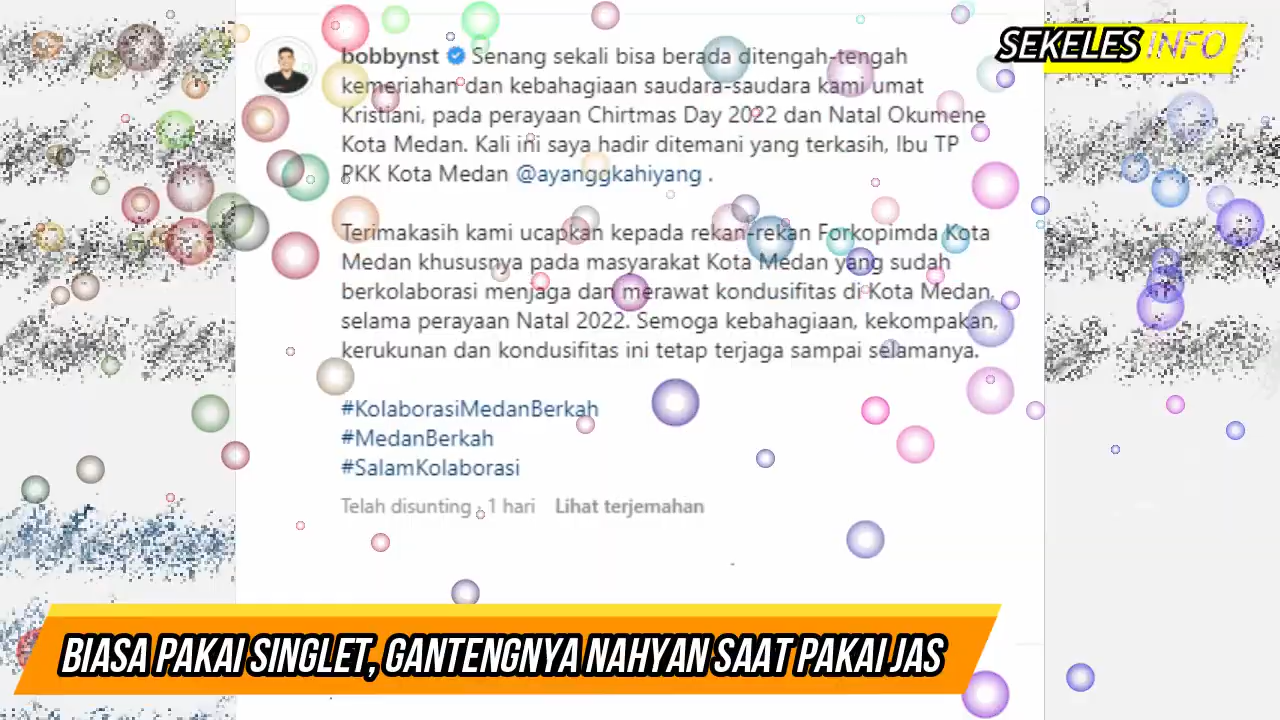 SEKELES INFO
bobbynst Senang sekali bisa berada ditengah-tengah
kemeriahan dan kebahagiaan saudara-saudara kami umat
Kristiani, pada perayaan Chirtmas Day 2022 dan Natal Okumene
Kota Medan. Kali ini saya hadir ditemani yang terkasih, Ibu TP
PKK Kota Medan @ayanggkahiyang .
Terimakasih kami ucapkan kepada rekan-rekan Forkopimda Kota
Medan khususnya pada masyarakat Kota Medan yang sudah
berkolaborasi menjaga dan merawat kondusifitas di Kota Medan,
selama perayaan Natal 2022. Semoga kebahagiaan, kekompakan,
kerukunan dan kondusifitas ini tetap terjaga sampai selamanya.
#KolaborasiMedanBerkah
#MedanBerkah
#SalamKolaborasi
Telah disunting · 1 hari Lihat terjemahan
BIASA PAKAI SINGLET, GANTENGNYA NAHYAN SAAT PAKAI JAS